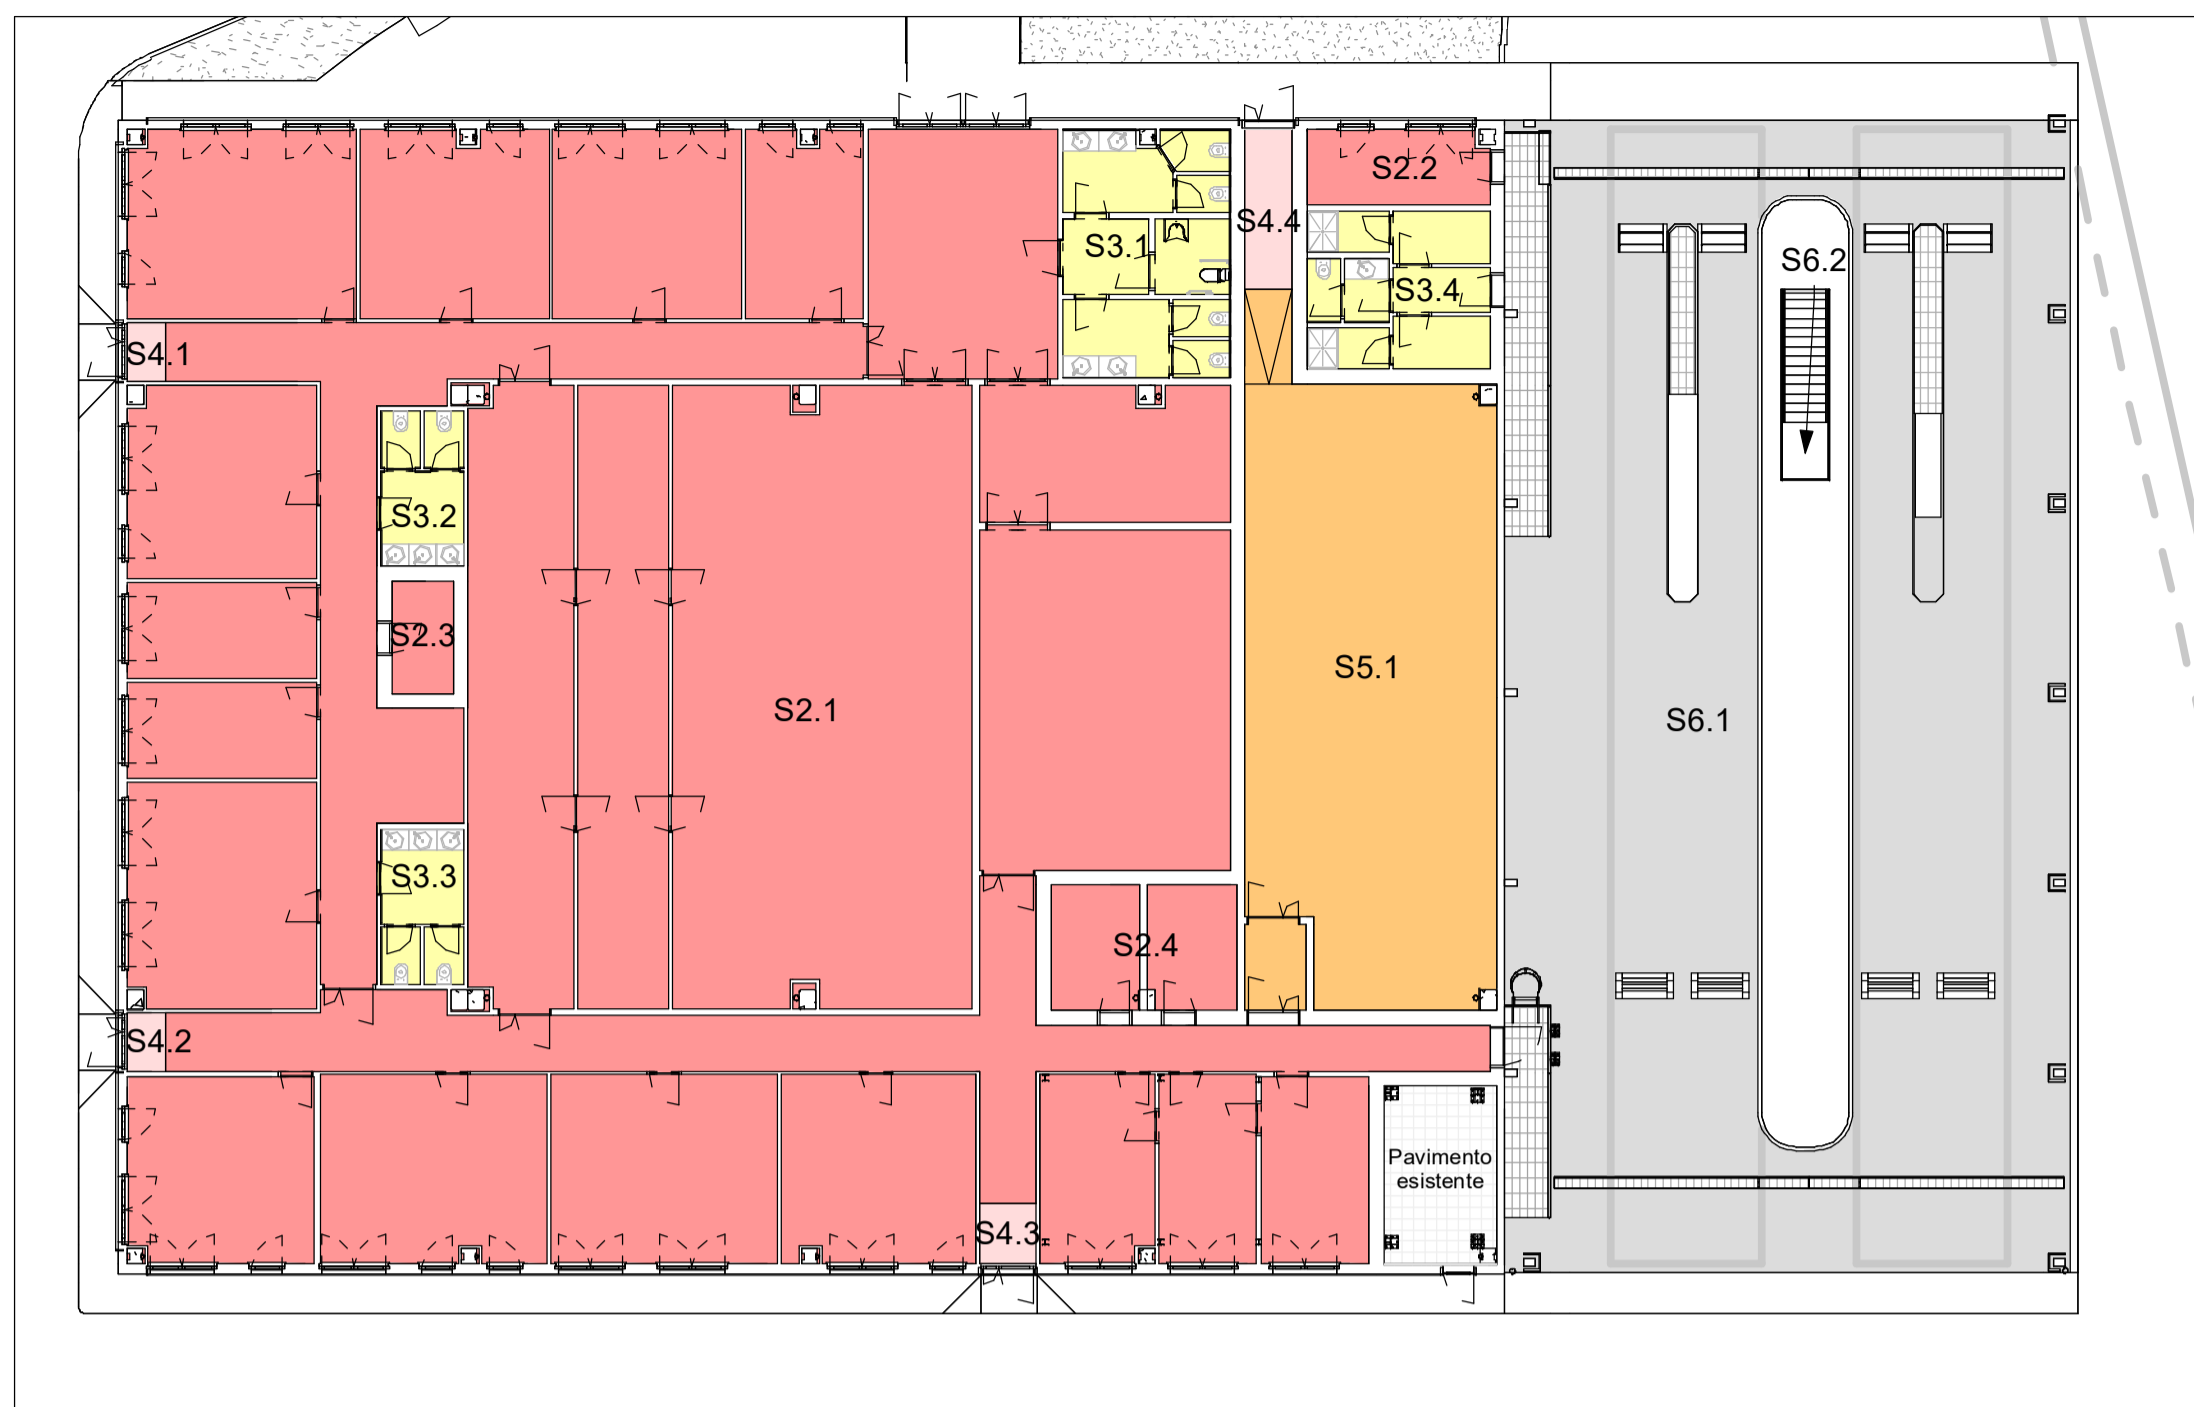 S2.2
S4.4
S3.1
S6.2
S3.4
S4.1
S3.2
S2.3
S5.1
S2.1
S6.1
S3.3
S2.4
S4.2
Pavimento
esistente
S4.3